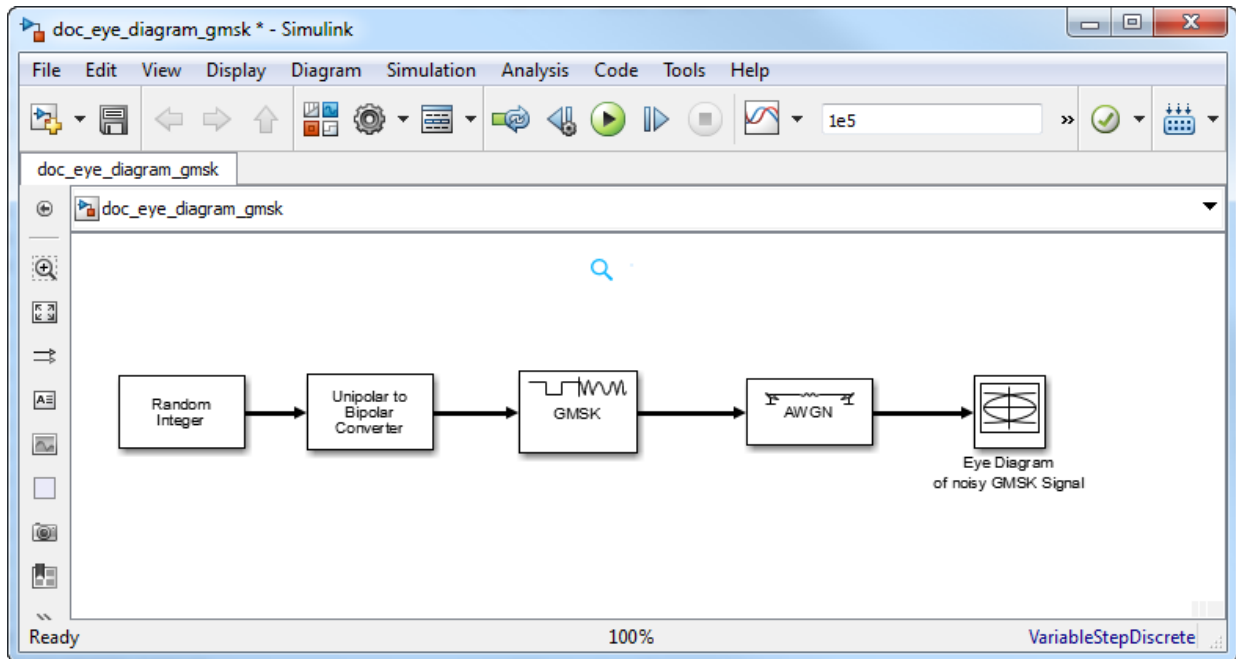 doc_eye_diagram_gmsk * - Simulink
File Edit View Display Diagram Simulation Analysis Code Tools Help
1e5 »
doc_eye_diagram_gmsk
doc_eye_diagram_gmsk
A
Random
Integer
Unipolar to
Bipolar
Converter
GMSK
AWGN
Eye Diagram
of noisy GMSK Signal
»
Ready 100% VariableStepDiscrete